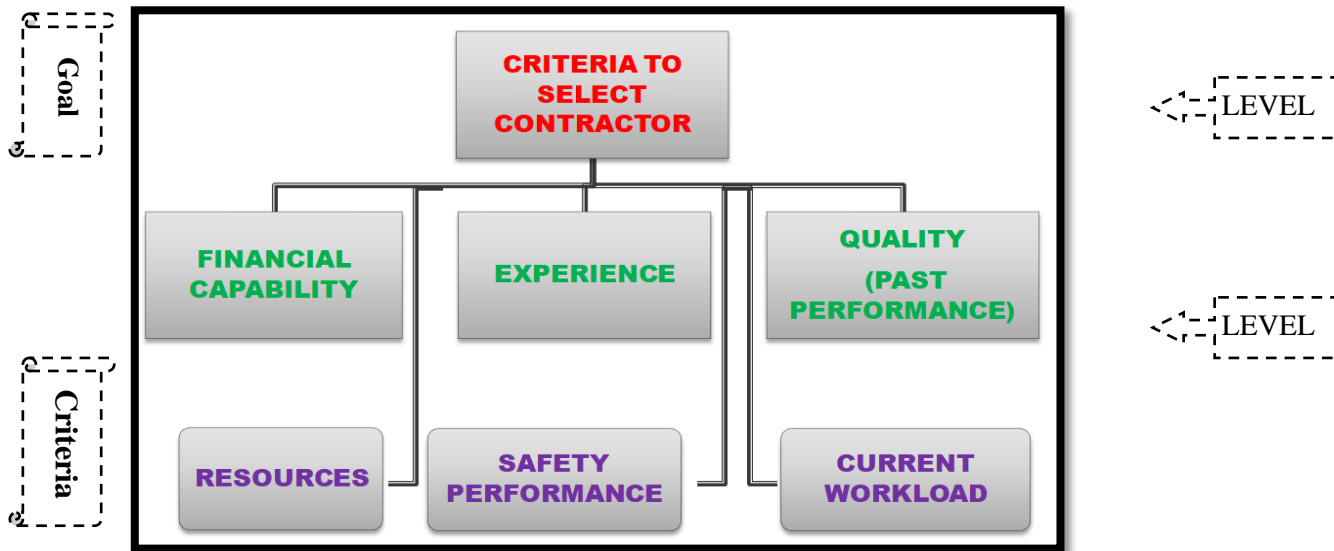 Goal
CRITERIA TO
SELECT
CONTRACTOR
LEVEL
FINANCIAL
CAPABILITY
EXPERIENCE
QUALITY
(PAST
PERFORMANCE)
LEVEL
Criteria
RESOURCES
SAFETY
PERFORMANCE
CURRENT
WORKLOAD